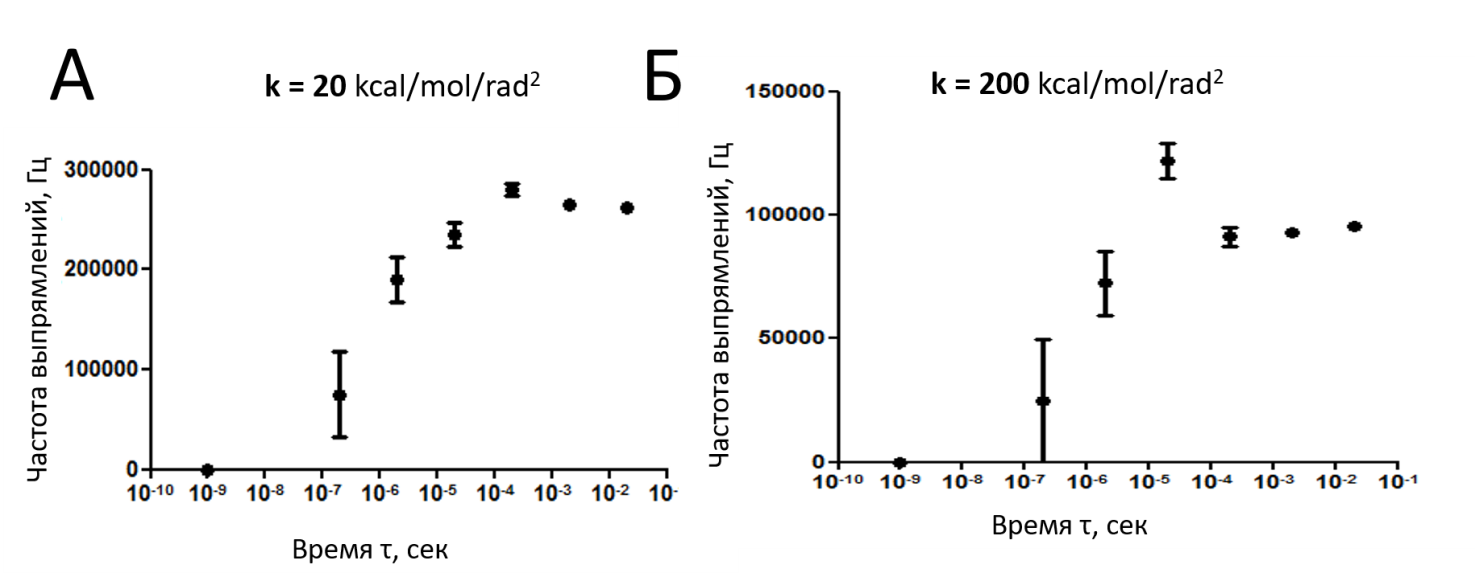 А
k = 20 kcal/mol/rad²
Частота выпрямлений, Гц
300000
200000
100000
0
10⁻¹⁰ 10⁻⁹ 10⁻⁸ 10⁻⁷ 10⁻⁶ 10⁻⁵ 10⁻⁴ 10⁻³ 10⁻² 10⁻
Время τ, сек
Б
k = 200 kcal/mol/rad²
Частота выпрямлений, Гц
150000
100000
50000
0
10⁻¹⁰ 10⁻⁹ 10⁻⁸ 10⁻⁷ 10⁻⁶ 10⁻⁵ 10⁻⁴ 10⁻³ 10⁻² 10⁻¹
Время τ, сек